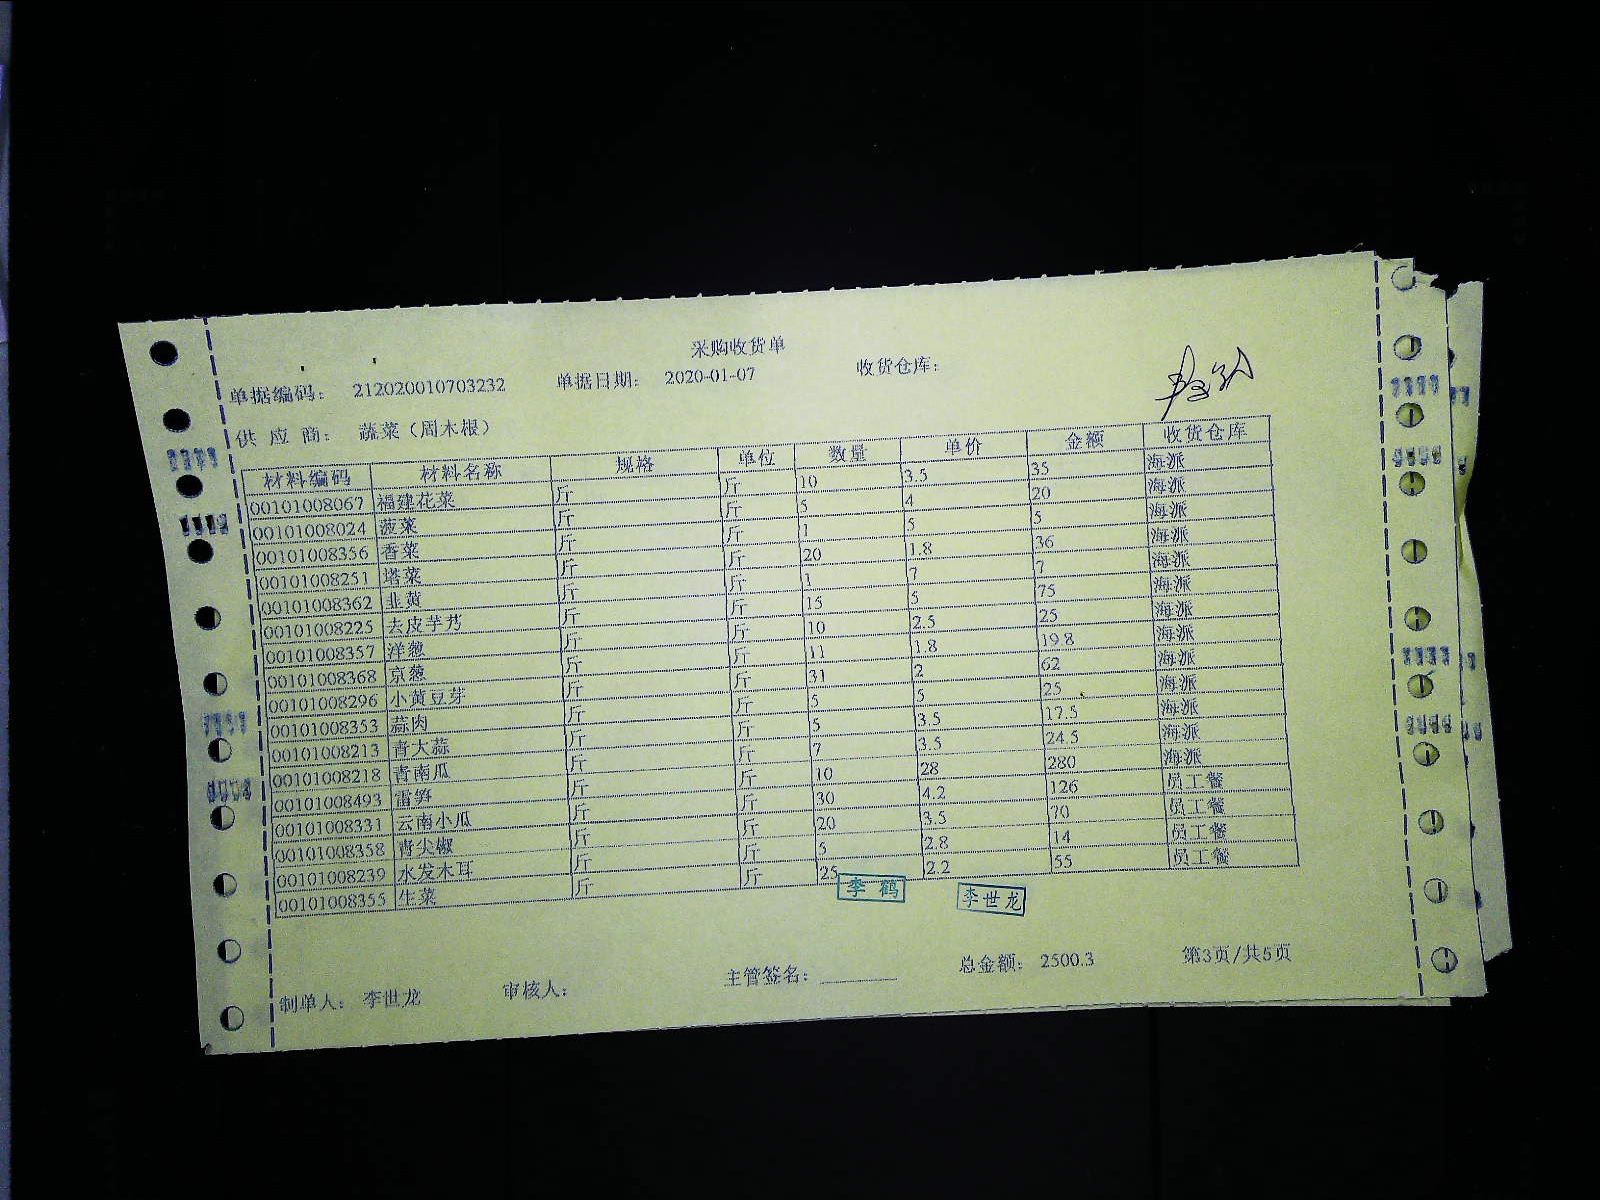 采购收货单
单据编码： 212020010703232 单据日期： 2020-01-07 收货仓库：
供 应 商： 蔬菜（周木根）
材料编码 材料名称 规格 单位 数量 单价 金额 收货仓库
00101008067 福建花菜 斤 斤 10 3.5 35 海派
00101008024 菠菜 斤 斤 5 4 20 海派
00101008356 香菜 斤 斤 1 5 5 海派
00101008251 塔菜 斤 斤 20 1.8 36 海派
00101008362 韭黄 斤 斤 1 7 7 海派
00101008225 去皮芋艿 斤 斤 15 5 75 海派
00101008357 洋葱 斤 斤 10 2.5 25 海派
00101008368 京葱 斤 斤 11 1.8 19.8 海派
00101008296 小黄豆芽 斤 斤 31 2 62 海派
00101008353 蒜肉 斤 斤 5 5 25 海派
00101008213 青大蒜 斤 斤 5 3.5 17.5 海派
00101008218 青南瓜 斤 斤 7 3.5 24.5 海派
00101008493 雷笋 斤 斤 10 28 280 海派
00101008331 云南小瓜 斤 斤 30 4.2 126 员工餐
00101008358 青尖椒 斤 斤 20 3.5 70 员工餐
00101008239 水发木耳 斤 斤 5 2.8 14 员工餐
00101008355 生菜 斤 斤 25 2.2 55 员工餐
李鹤 李世龙
制单人： 李世龙 审核人： 主管签名： 总金额： 2500.3 第3页/共5页